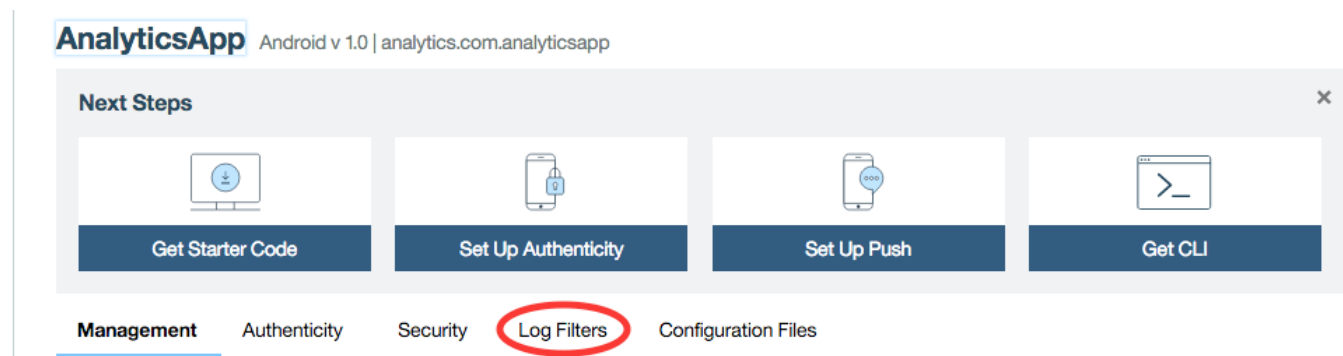 AnalyticsApp Android v 1.0 | analytics.com.analyticsapp
Next Steps ×
Get Starter Code Set Up Authenticity Set Up Push Get CLI
Management Authenticity Security Log Filters Configuration Files